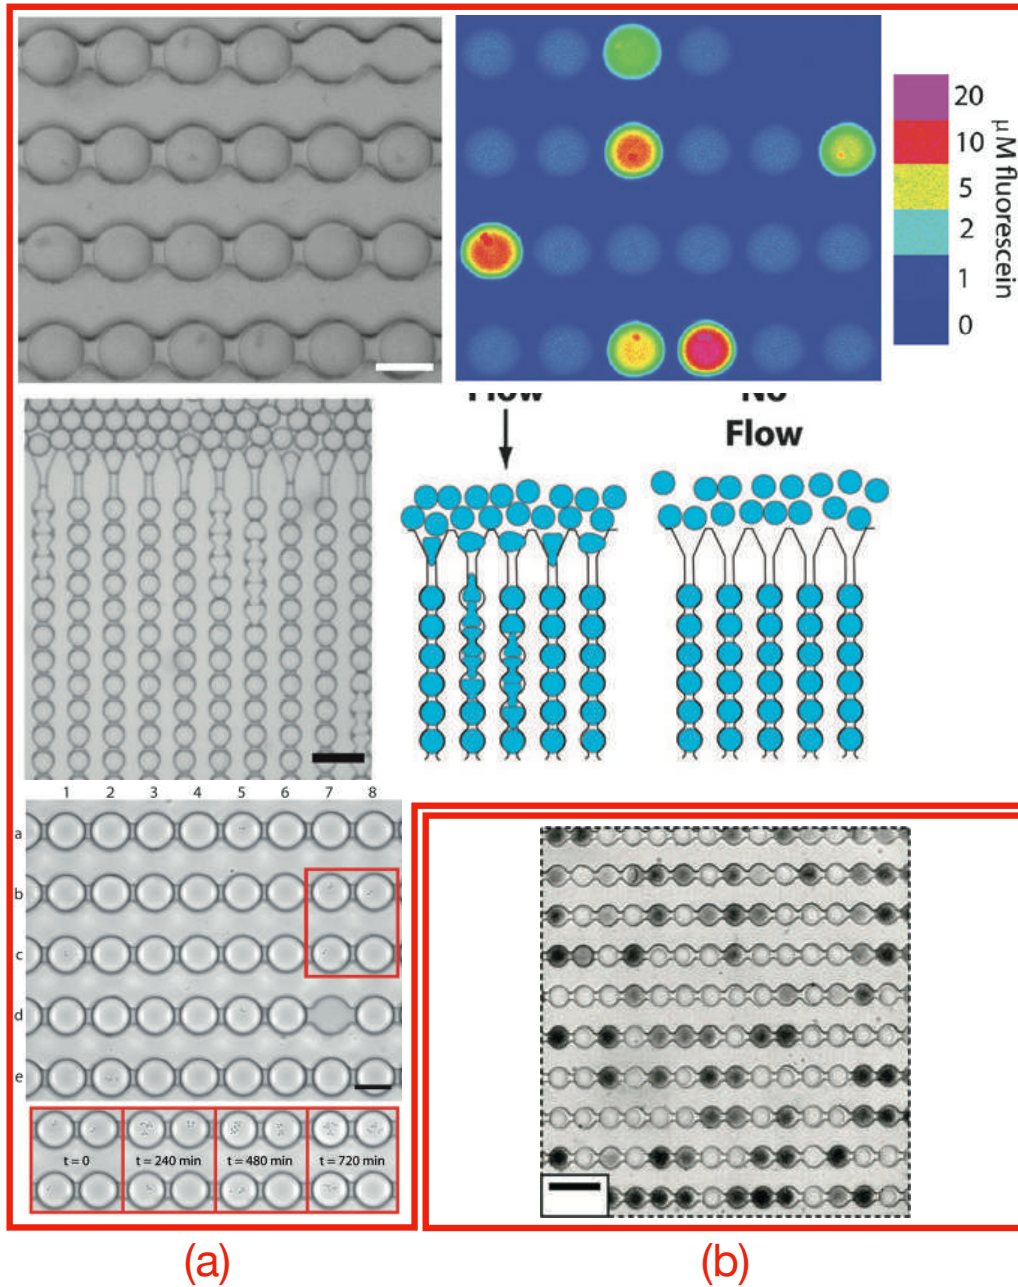 20
10
5
2
1
0
μM fluorescein
Flow
No
Flow
1 2 3 4 5 6 7 8
a
b
c
d
e
t = 0 t = 240 min t = 480 min t = 720 min
(a) (b)